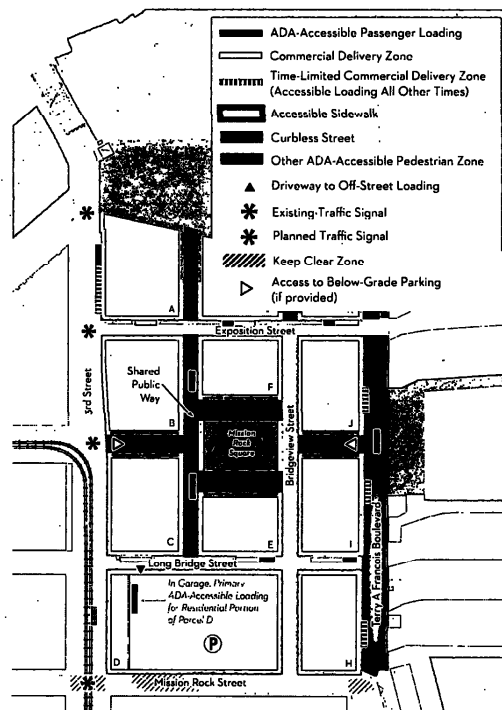 ADA-Accessible Passenger Loading
Commercial Delivery Zone
Time-Limited Commercial Delivery Zone
(Accessible Loading All Other Times)
Accessible Sidewalk
Curbless Street
Other ADA-Accessible Pedestrian Zone
Driveway to Off-Street Loading
Existing Traffic Signal
Planned Traffic Signal
Keep Clear Zone
Access to Below-Grade Parking
(if provided)
A
Exposition Street
3rd Street
Shared
Public
Way
F
B
J
Bridgeview Street
Mission
Rock
Square
C
E
I
Terry A Francois Boulevard
Long Bridge Street
In Garage, Primary
ADA-Accessible Loading
for Residential Portion
of Parcel D
P
D
H
Mission Rock Street